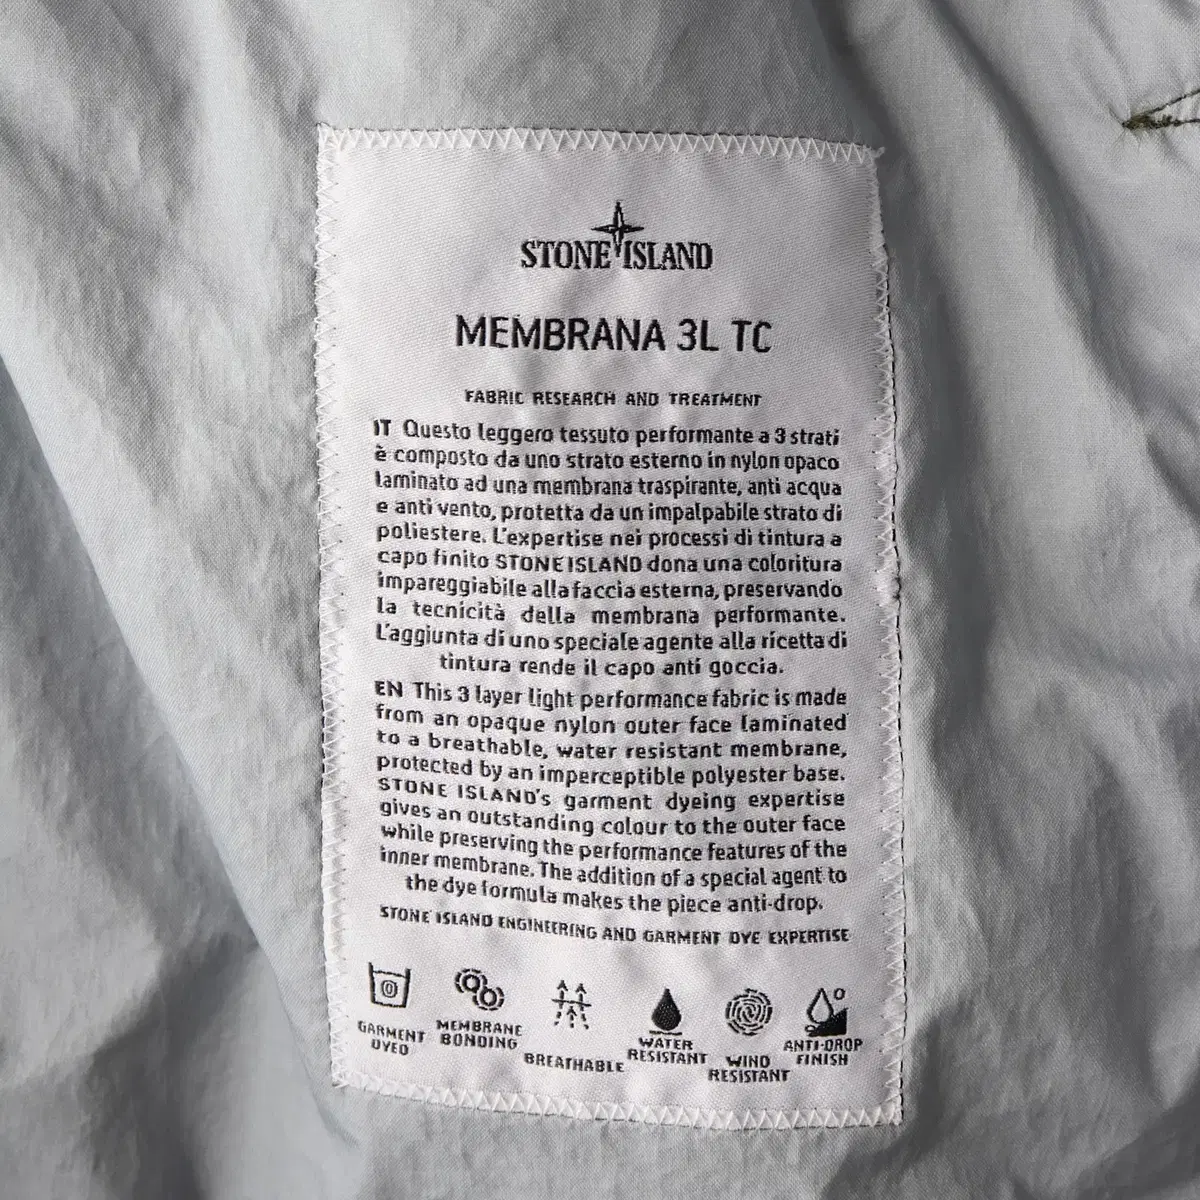 STONE ISLAND
MEMBRANA 3L TC
FABRIC RESEARCH AND TREATMENT
IT Questo leggero tessuto performante a 3 strati
è composto da uno strato esterno in nylon opaco
laminato ad una membrana traspirante, anti acqua
e anti vento, protetta da un impalpabile strato di
poliestere. L'expertise nei processi di tintura a
capo finito STONE ISLAND dona una coloritura
impareggiabile alla faccia esterna, preservando
la tecnicità della membrana performante.
L'aggiunta di uno speciale agente alla ricetta di
tintura rende il capo anti goccia.
EN This 3 layer light performance fabric is made
from an opaque nylon outer face laminated
to a breathable, water resistant membrane,
protected by an imperceptible polyester base.
STONE ISLAND's garment dyeing expertise
gives an outstanding colour to the outer face
while preserving the performance features of the
inner membrane. The addition of a special agent to
the dye formula makes the piece anti-drop.
STONE ISLAND ENGINEERING AND GARMENT DYE EXPERTISE
GARMENT
DYED
MEMBRANE
BONDING
BREATHABLE
WATER
RESISTANT
WIND
RESISTANT
ANTI-DROP
FINISH